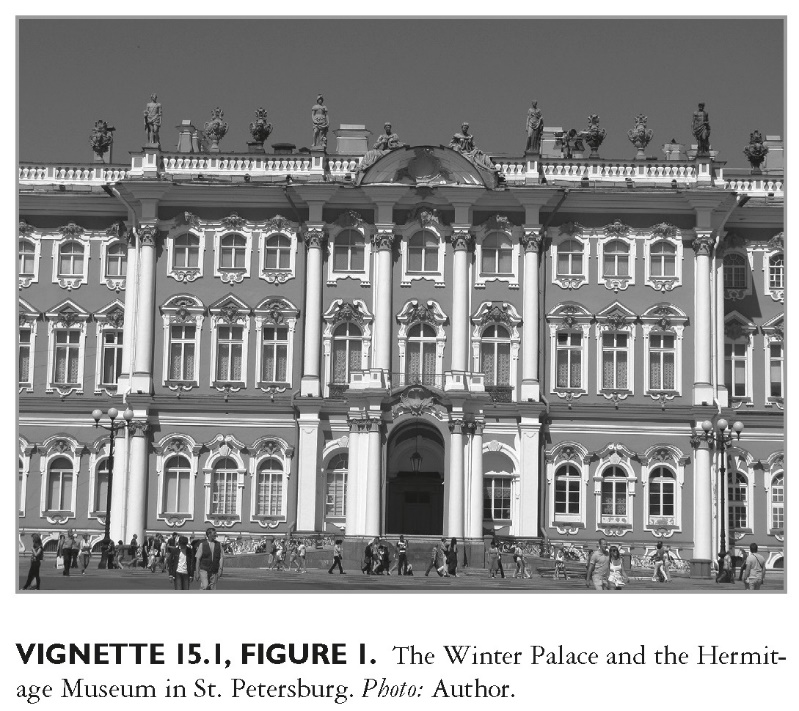 VIGNETTE 15.1, FIGURE 1. The Winter Palace and the Hermit-
age Museum in St. Petersburg. Photo: Author.